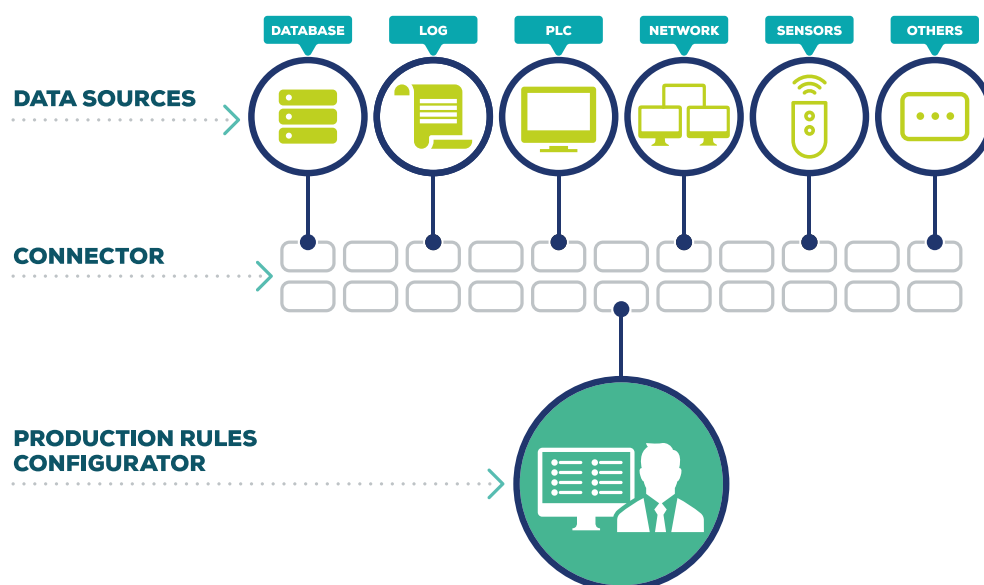 DATABASE
LOG
PLC
NETWORK
SENSORS
OTHERS
DATA SOURCES
CONNECTOR
PRODUCTION RULES
CONFIGURATOR